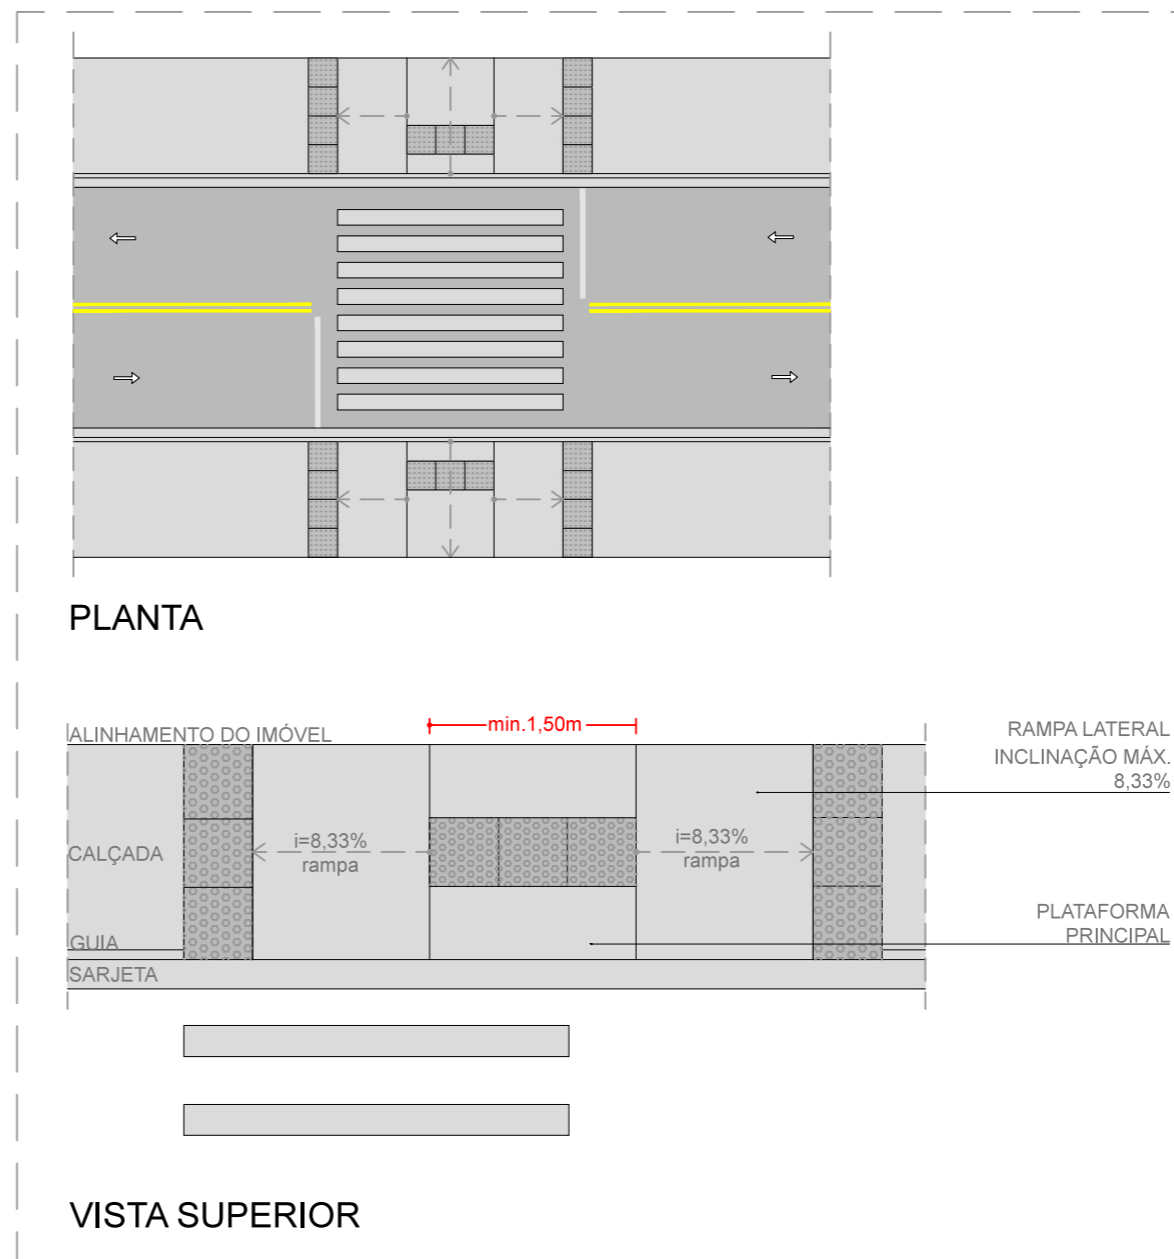 PLANTA
min.1,50m
ALINHAMENTO DO IMÓVEL
RAMPA LATERAL
INCLINAÇÃO MÁX.
8,33%
i=8,33%
rampa
i=8,33%
rampa
CALÇADA
PLATAFORMA
PRINCIPAL
GUIA
SARJETA
VISTA SUPERIOR